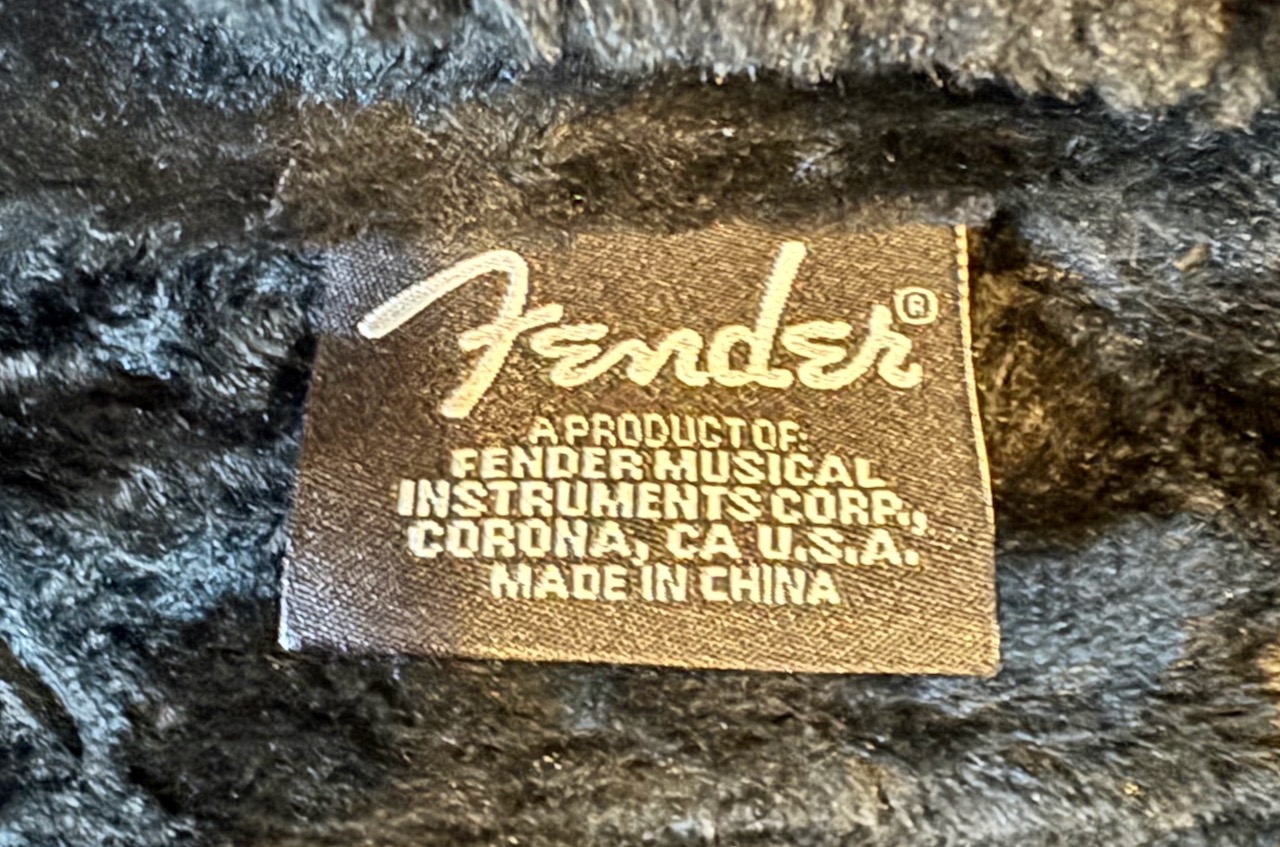 Fender®
A PRODUCT OF:
FENDER MUSICAL
INSTRUMENTS CORP.,
CORONA, CA U.S.A.
MADE IN CHINA